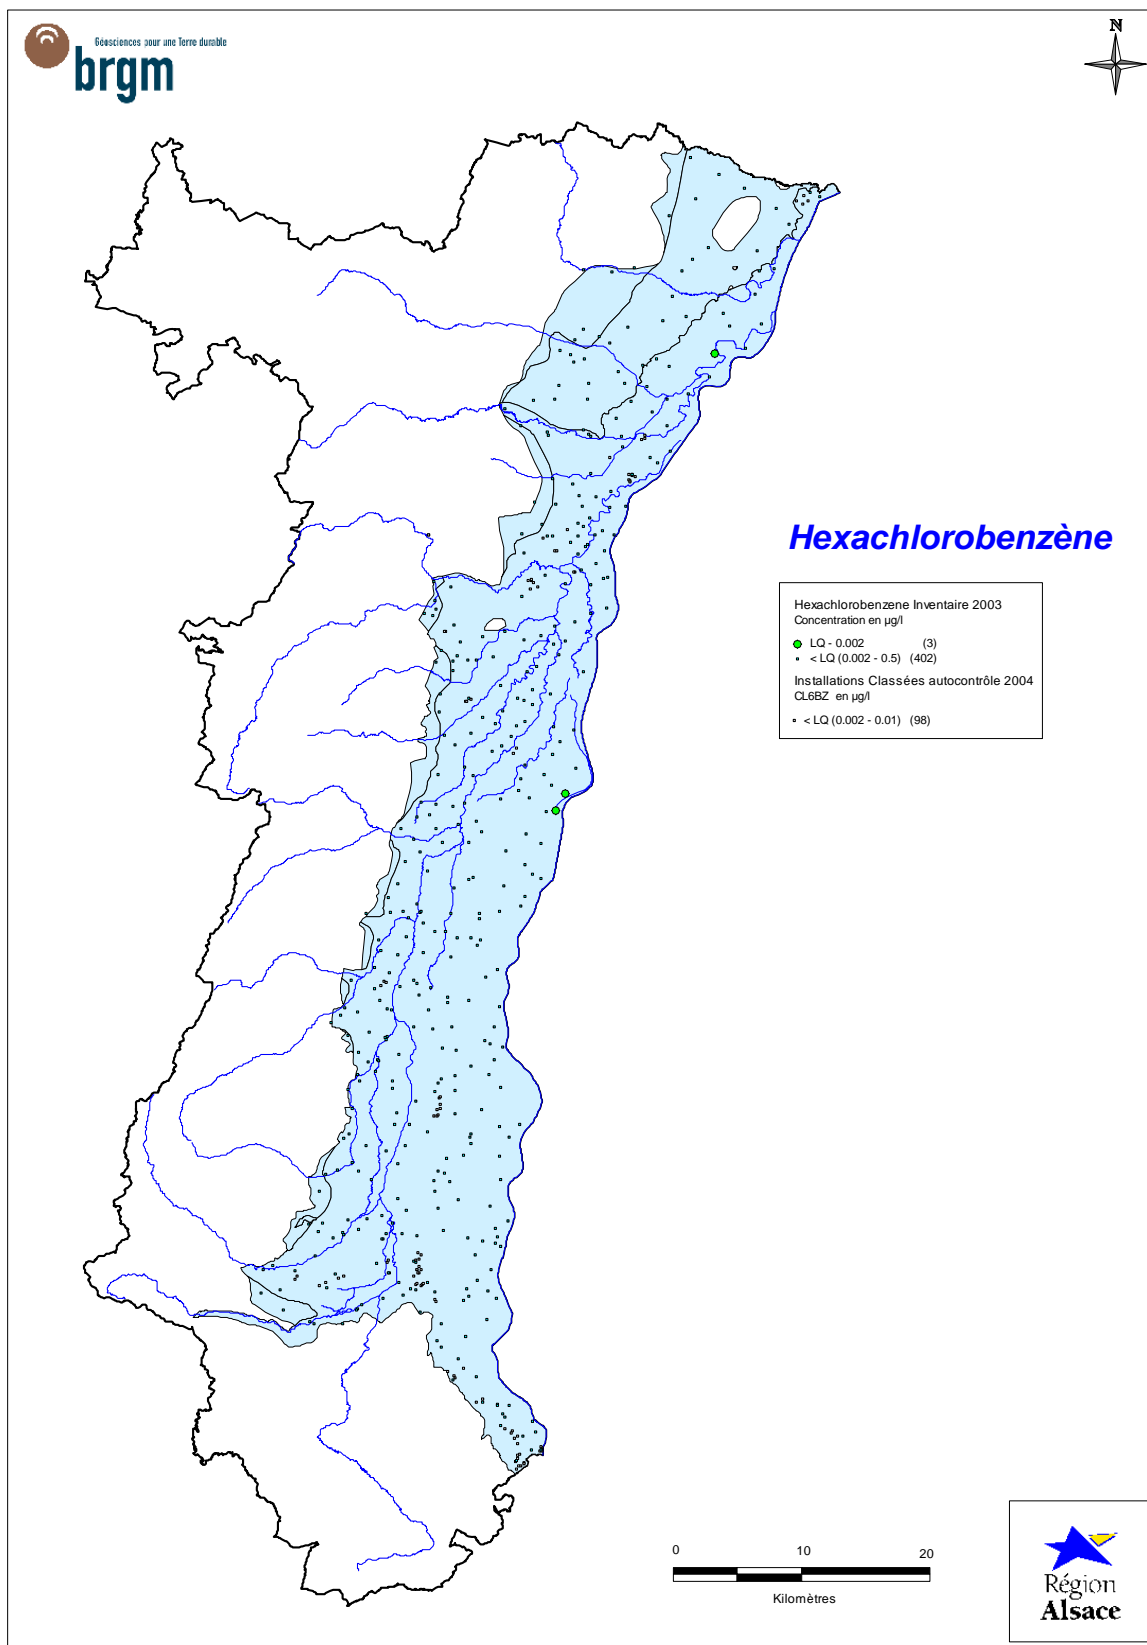 Géosciences pour une Terre durable
brgm
N
Hexachlorobenzène
Hexachlorobenzene Inventaire 2003
Concentration en µg/l
LQ - 0.002 (3)
< LQ (0.002 - 0.5) (402)
Installations Classées autocontrôle 2004
CL6BZ en µg/l
< LQ (0.002 - 0.01) (98)
0 10 20
Kilomètres
Région
Alsace